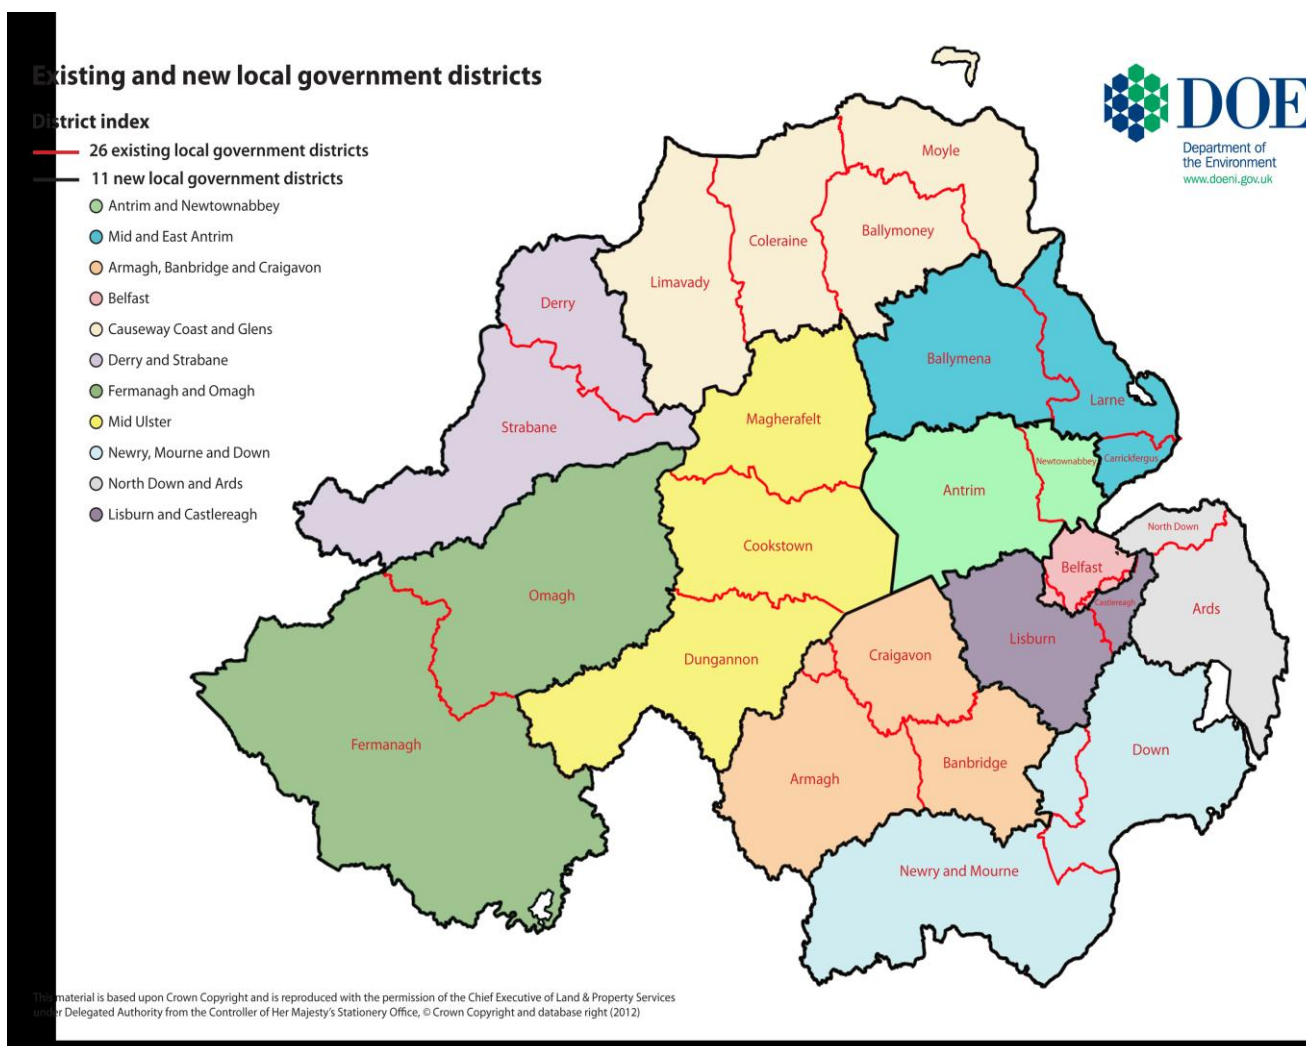 Existing and new local government districts
District index
26 existing local government districts
11 new local government districts
Antrim and Newtownabbey
Mid and East Antrim
Armagh, Banbridge and Craigavon
Belfast
Causeway Coast and Glens
Derry and Strabane
Fermanagh and Omagh
Mid Ulster
Newry, Mourne and Down
North Down and Ards
Lisburn and Castlereagh
DOE
Department of
the Environment
www.doeni.gov.uk
Moyle
Ballymoney
Coleraine
Limavady
Derry
Ballymena
Larne
Strabane
Magherafelt
Carrickfergus
Newtownabbey
Antrim
North Down
Cookstown
Belfast
Omagh
Castlereagh
Ards
Lisburn
Craigavon
Dungannon
Fermanagh
Down
Banbridge
Armagh
Newry and Mourne
This material is based upon Crown Copyright and is reproduced with the permission of the Chief Executive of Land & Property Services
under Delegated Authority from the Controller of Her Majesty's Stationery Office, © Crown Copyright and database right (2012)